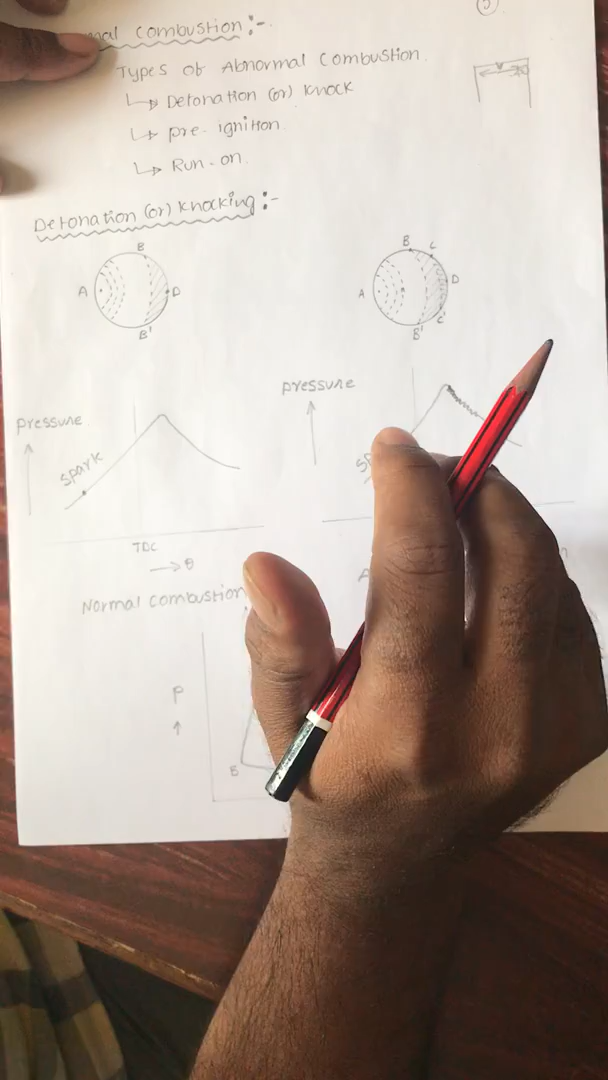 Combustion :-
Types of Abnormal Combustion.
↳ Detonation (or) Knock
↳ pre-ignition.
↳ Run-on.
Detonation (or) Knocking :-
B
A D
B'
B C
A D
C'
B'
pressure
spark
TDC
→ θ
Normal combustion
pressure
P